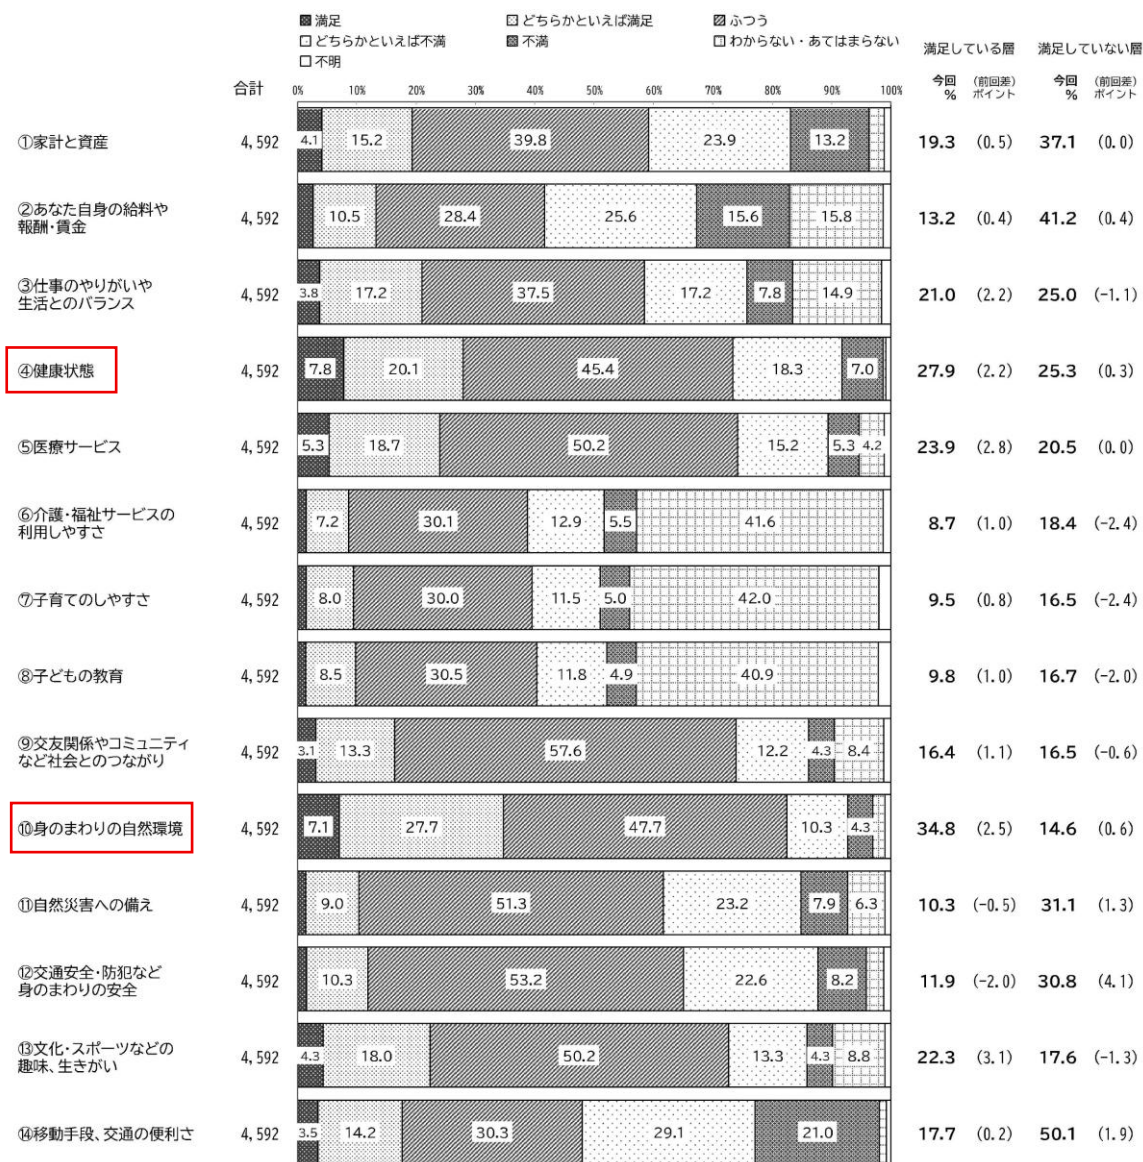 満足 どちらかといえば満足 ふつう
どちらかといえば不満 不満 わからない・あてはまらない
不明
満足している層 満足していない層
合計 0% 10% 20% 30% 40% 50% 60% 70% 80% 90% 100% 今回 % (前回差) ポイント 今回 % (前回差) ポイント
①家計と資産 4,592 4.1 15.2 39.8 23.9 13.2 19.3 (0.5) 37.1 (0.0)
②あなた自身の給料や
報酬・賃金 4,592 10.5 28.4 25.6 15.6 15.8 13.2 (0.4) 41.2 (0.4)
③仕事のやりがいや
生活とのバランス 4,592 3.8 17.2 37.5 17.2 7.8 14.9 21.0 (2.2) 25.0 (-1.1)
④健康状態 4,592 7.8 20.1 45.4 18.3 7.0 27.9 (2.2) 25.3 (0.3)
⑤医療サービス 4,592 5.3 18.7 50.2 15.2 5.3 4.2 23.9 (2.8) 20.5 (0.0)
⑥介護・福祉サービスの
利用しやすさ 4,592 7.2 30.1 12.9 5.5 41.6 8.7 (1.0) 18.4 (-2.4)
⑦子育てのしやすさ 4,592 8.0 30.0 11.5 5.0 42.0 9.5 (0.8) 16.5 (-2.4)
⑧子どもの教育 4,592 8.5 30.5 11.8 4.9 40.9 9.8 (1.0) 16.7 (-2.0)
⑨交友関係やコミュニティ
など社会とのつながり 4,592 3.1 13.3 57.6 12.2 4.3 8.4 16.4 (1.1) 16.5 (-0.6)
⑩身のまわりの自然環境 4,592 7.1 27.7 47.7 10.3 4.3 34.8 (2.5) 14.6 (0.6)
⑪自然災害への備え 4,592 9.0 51.3 23.2 7.9 6.3 10.3 (-0.5) 31.1 (1.3)
⑫交通安全・防犯など
身のまわりの安全 4,592 10.3 53.2 22.6 8.2 11.9 (-2.0) 30.8 (4.1)
⑬文化・スポーツなどの
趣味、生きがい 4,592 4.3 18.0 50.2 13.3 4.3 8.8 22.3 (3.1) 17.6 (-1.3)
⑭移動手段、交通の便利さ 4,592 3.5 14.2 30.3 29.1 21.0 17.7 (0.2) 50.1 (1.9)